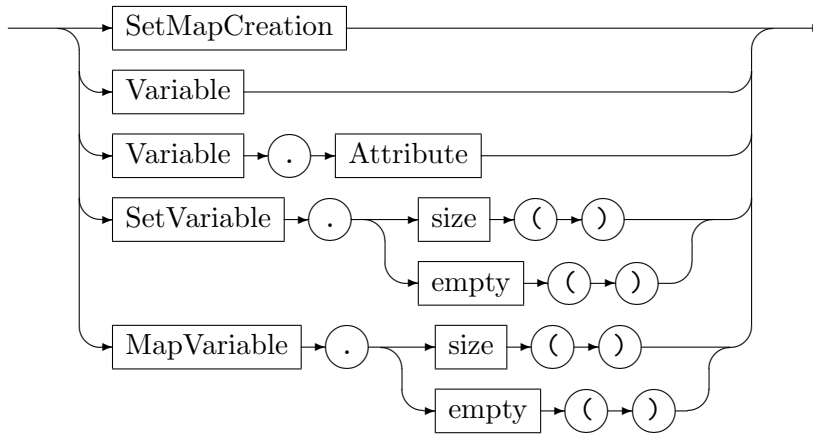 SetMapCreation
Variable
Variable . Attribute
SetVariable . size ( )
empty ( )
MapVariable . size ( )
empty ( )